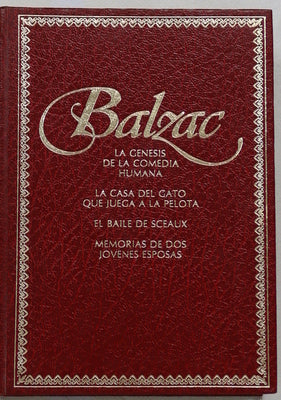 Balzac
LA GENESIS
DE LA COMEDIA
HUMANA
LA CASA DEL GATO
QUE JUEGA A LA PELOTA
EL BAILE DE SCEAUX
MEMORIAS DE DOS
JOVENES ESPOSAS